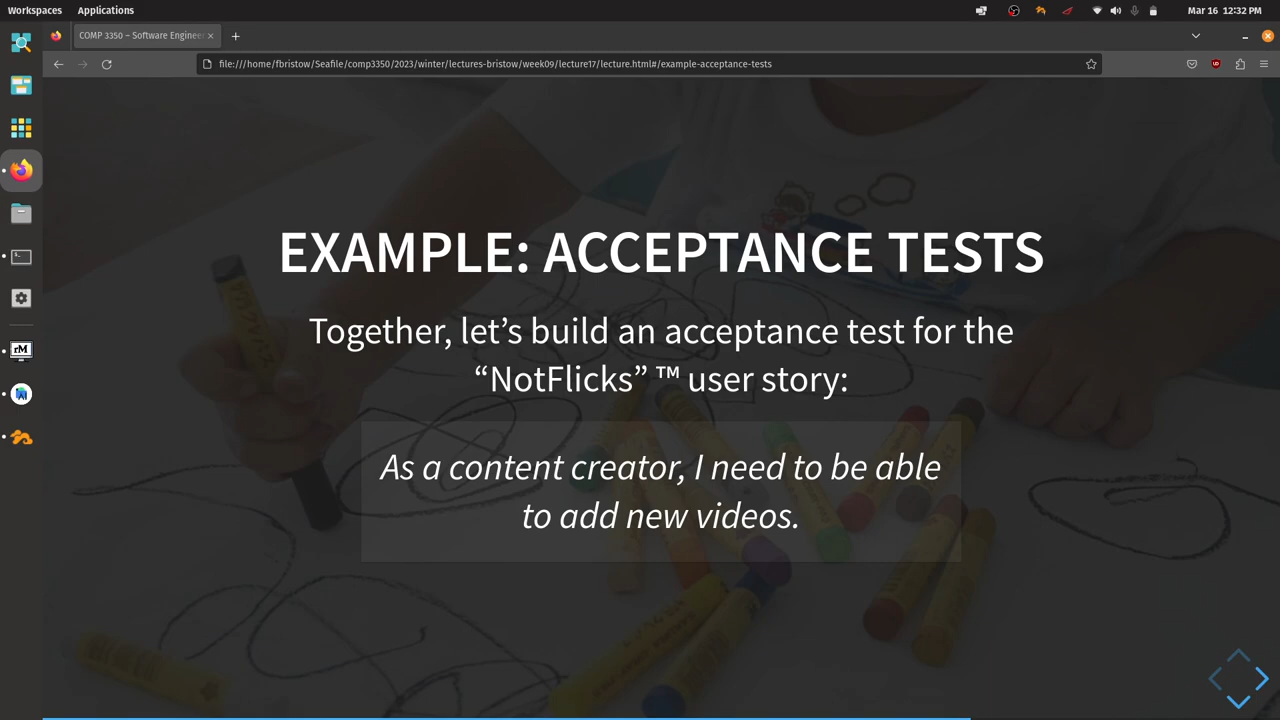 Workspaces Applications Mar 16 12:32 PM
COMP 3350 – Software Engineer
file:///home/fbristow/Seafile/comp3350/2023/winter/lectures-bristow/week09/lecture17/lecture.html#/example-acceptance-tests
EXAMPLE: ACCEPTANCE TESTS
Together, let’s build an acceptance test for the
“NotFlicks” ™ user story:
As a content creator, I need to be able
to add new videos.
rM